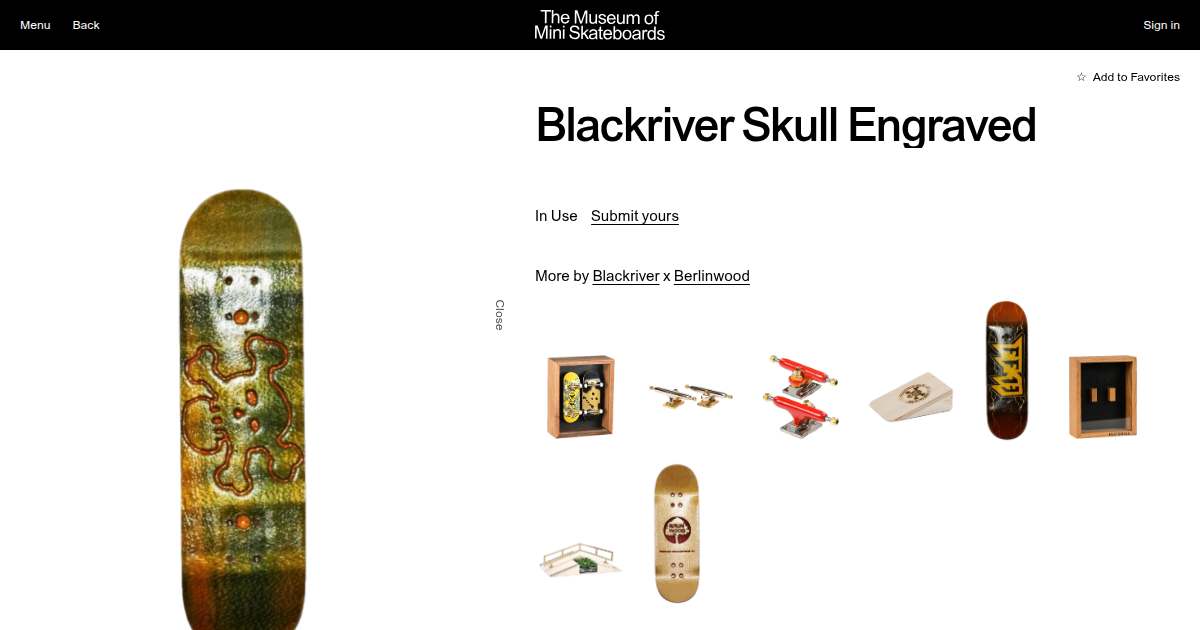 Menu Back
The Museum of
Mini Skateboards
Sign in
☆ Add to Favorites
Blackriver Skull Engraved
In Use Submit yours
More by Blackriver x Berlinwood
Close